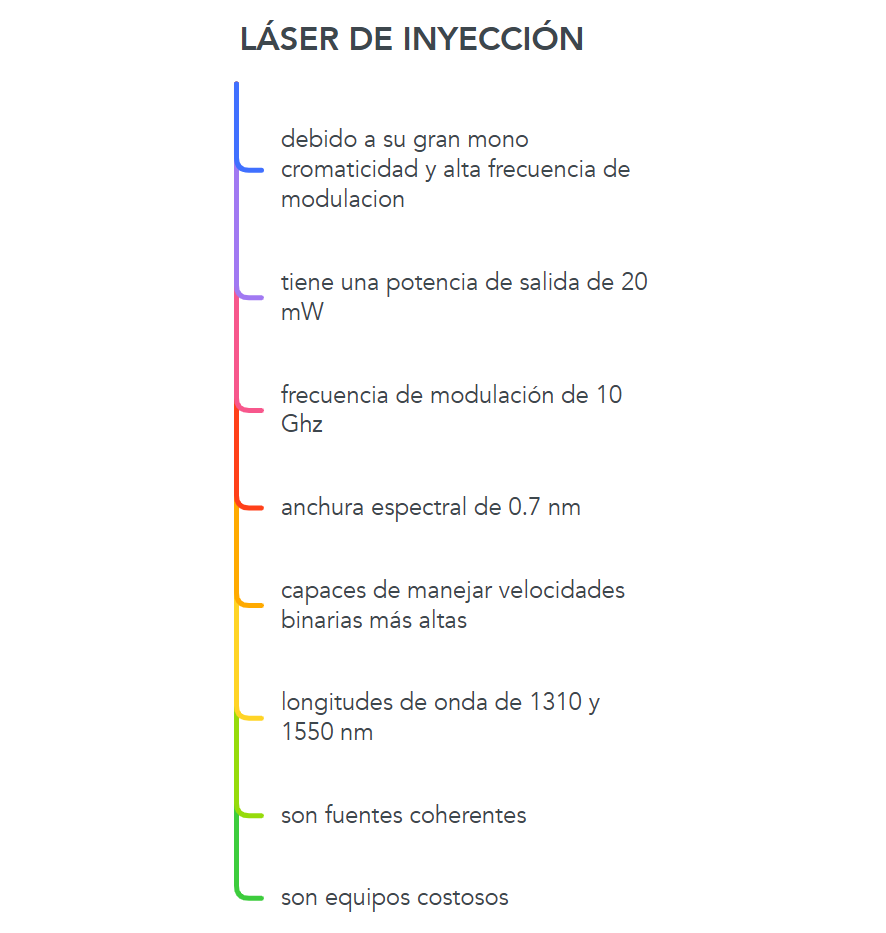 LÁSER DE INYECCIÓN
debido a su gran mono
cromaticidad y alta frecuencia de
modulacion
tiene una potencia de salida de 20
mW
frecuencia de modulación de 10
Ghz
anchura espectral de 0.7 nm
capaces de manejar velocidades
binarias más altas
longitudes de onda de 1310 y
1550 nm
son fuentes coherentes
son equipos costosos